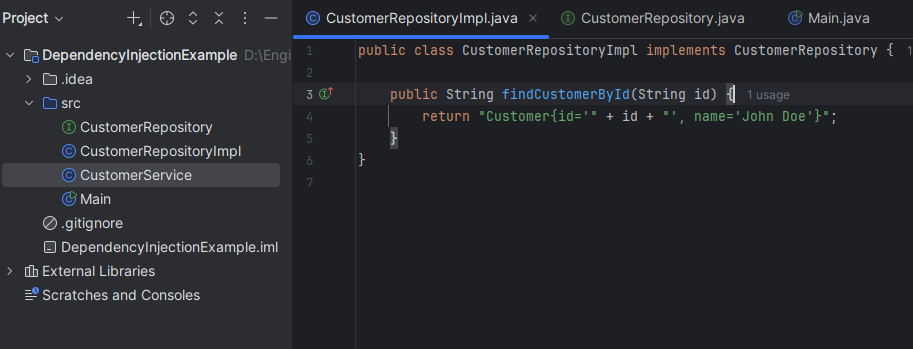 Project
CustomerRepositoryImpl.java
CustomerRepository.java
Main.java
DependencyInjectionExample D:\Engi
.idea
src
CustomerRepository
CustomerRepositoryImpl
CustomerService
Main
.gitignore
DependencyInjectionExample.iml
External Libraries
Scratches and Consoles
1 public class CustomerRepositoryImpl implements CustomerRepository { 1
2
3 public String findCustomerById(String id) { 1 usage
4 return "Customer{id='" + id + "', name='John Doe'}";
5 }
6 }
7